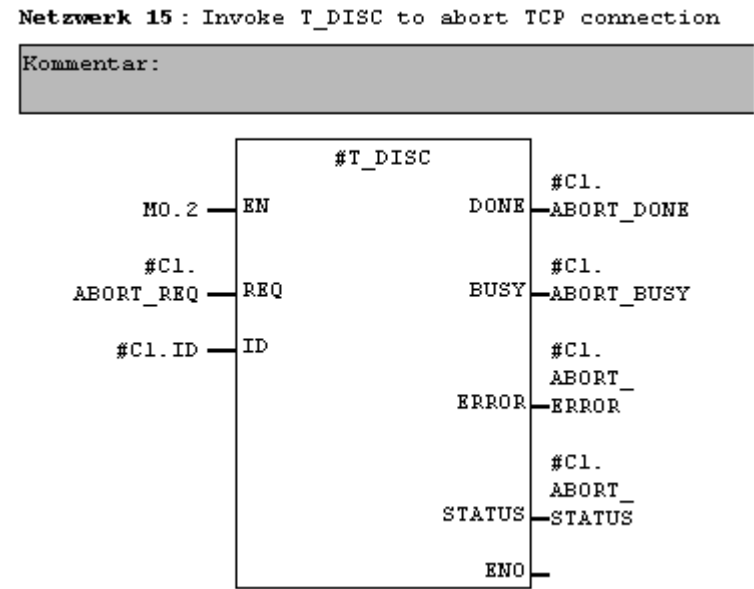 Netzwerk 15 : Invoke T_DISC to abort TCP connection
Kommentar:
#T_DISC
#C1.
M0.2 EN DONE ABORT_DONE
#C1. #C1.
ABORT_REQ REQ BUSY ABORT_BUSY
#C1.ID ID #C1.
ABORT_
ERROR ERROR
#C1.
ABORT_
STATUS STATUS
ENO